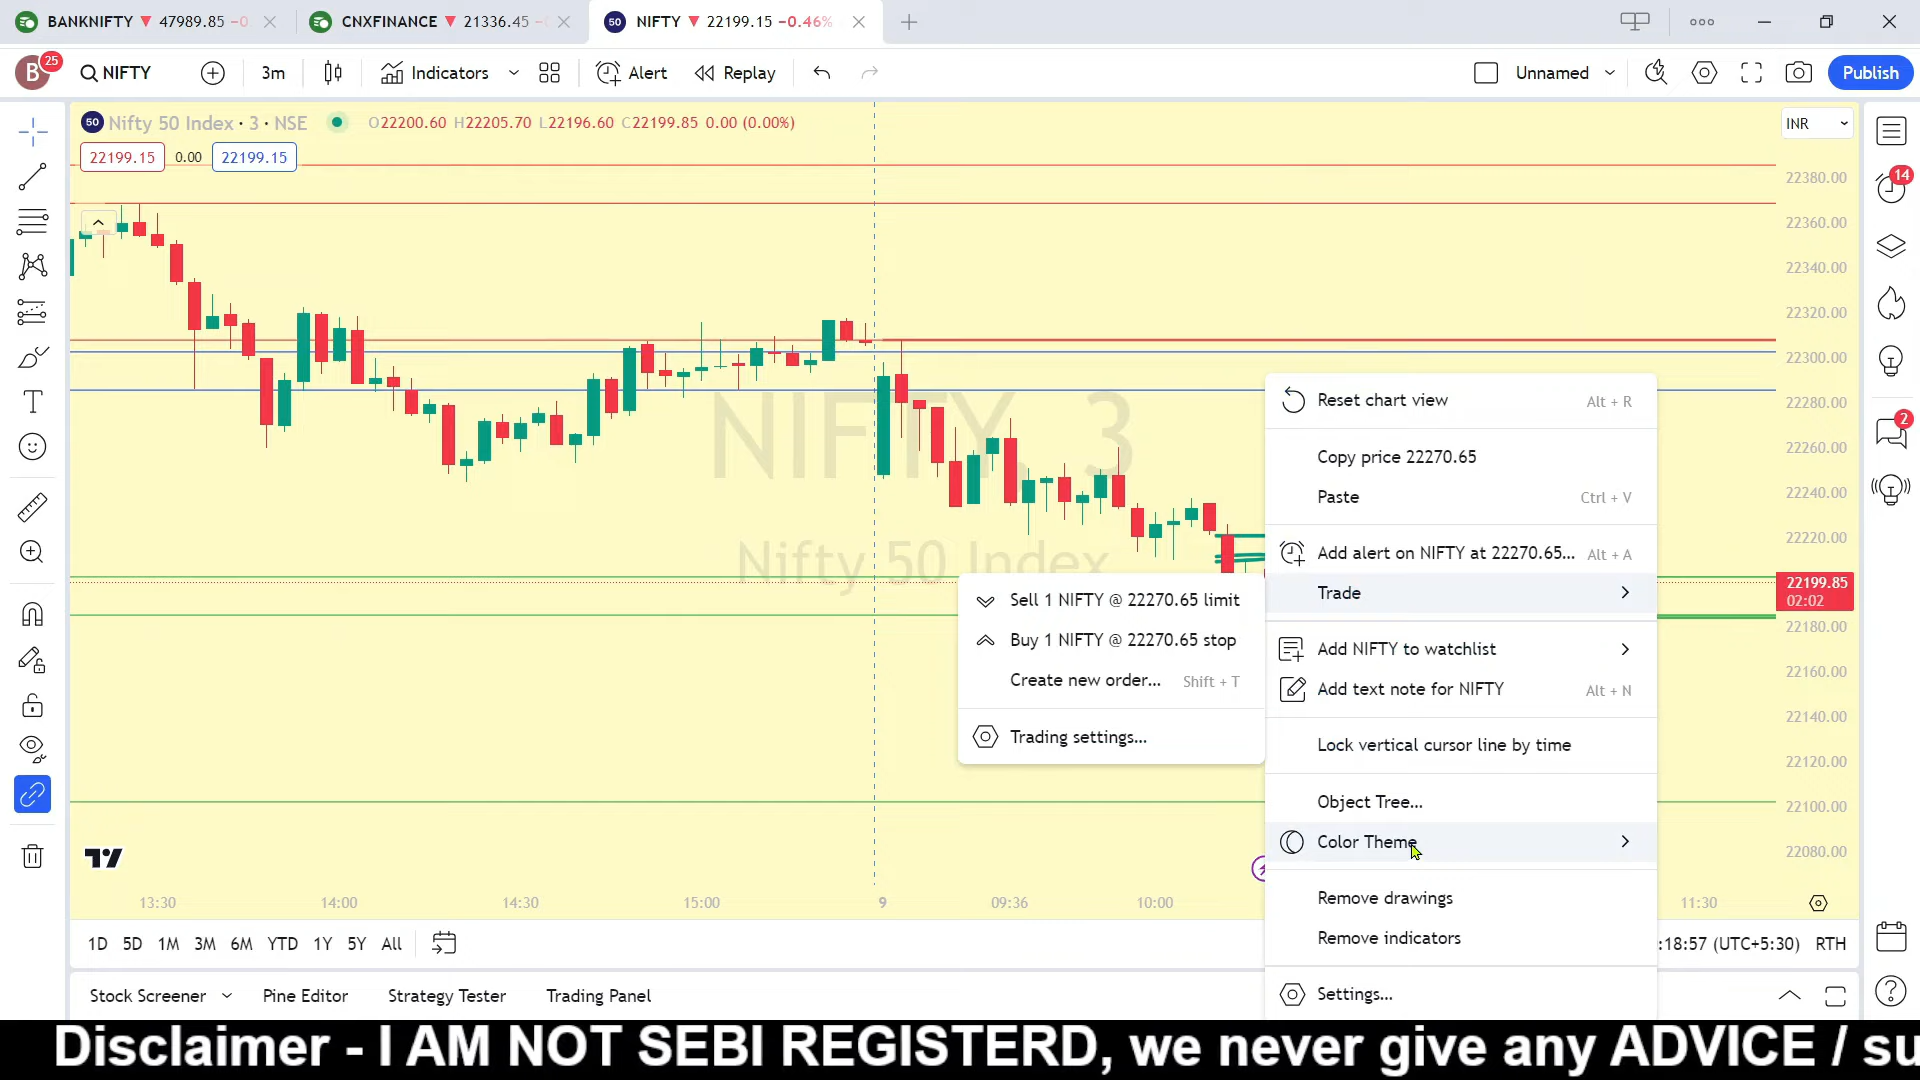 BANKNIFTY ▼ 47989.85 −0
CNXFINANCE ▼ 21336.45 −0
50 NIFTY ▼ 22199.15 −0.46%
B 25
NIFTY
3m
Indicators
Alert
Replay
Unnamed
Publish
50 Nifty 50 Index · 3 · NSE
O22200.60 H22205.70 L22196.60 C22199.85 0.00 (0.00%)
INR
22199.15 0.00 22199.15
14
22380.00
22360.00
22340.00
22320.00
22300.00
22280.00
22260.00
22240.00
22220.00
22199.85
02:02
22180.00
22160.00
22140.00
22120.00
22100.00
22080.00
2
NIFTY, 3
Nifty 50 Index
Reset chart view Alt + R
Copy price 22270.65
Paste Ctrl + V
Add alert on NIFTY at 22270.65... Alt + A
Trade
Add NIFTY to watchlist
Add text note for NIFTY Alt + N
Lock vertical cursor line by time
Object Tree...
Color Theme
Remove drawings
Remove indicators
Settings...
Sell 1 NIFTY @ 22270.65 limit
Buy 1 NIFTY @ 22270.65 stop
Create new order... Shift + T
Trading settings...
13:30 14:00 14:30 15:00 9 09:36 10:00 11:30
1D 5D 1M 3M 6M YTD 1Y 5Y All
:18:57 (UTC+5:30) RTH
Stock Screener Pine Editor Strategy Tester Trading Panel
Disclaimer - I AM NOT SEBI REGISTERD, we never give any ADVICE / su